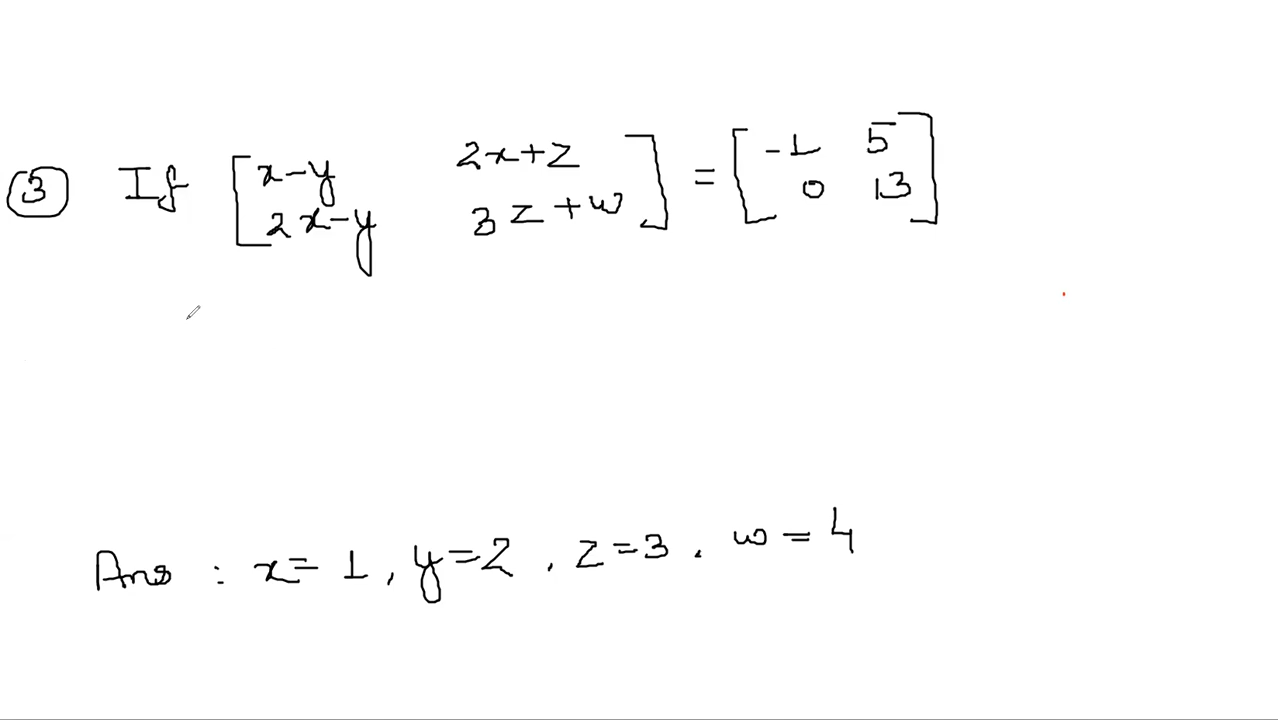 ③ If [x-y 2x+z] = [-1 5]
[2x-y 3z+w] [0 13]
Ans : x=1, y=2, z=3, w=4